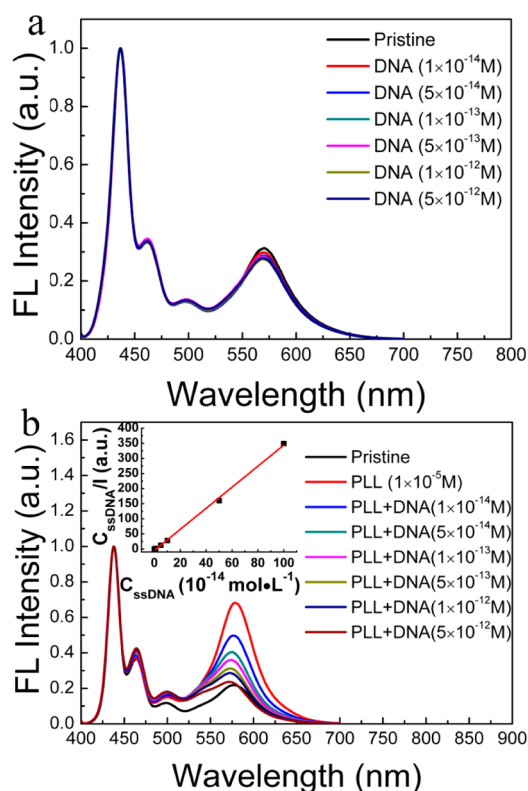 a
FL Intensity (a.u.)
1.0
0.8
0.6
0.4
0.2
0.0
400 450 500 550 600 650 700 750 800
Wavelength (nm)
Pristine
DNA (1×10⁻¹⁴M)
DNA (5×10⁻¹⁴M)
DNA (1×10⁻¹³M)
DNA (5×10⁻¹³M)
DNA (1×10⁻¹²M)
DNA (5×10⁻¹²M)
b
FL Intensity (a.u.)
1.6
1.4
1.2
1.0
0.8
0.6
0.4
0.2
0.0
400 450 500 550 600 650 700 750 800 850 900
Wavelength (nm)
C_ssDNA/I (a.u.)
400
350
300
250
200
150
100
50
0
0 20 40 60 80 100
C_ssDNA (10⁻¹⁴ mol•L⁻¹)
Pristine
PLL (1×10⁻⁵M)
PLL+DNA(1×10⁻¹⁴M)
PLL+DNA(5×10⁻¹⁴M)
PLL+DNA(1×10⁻¹³M)
PLL+DNA(5×10⁻¹³M)
PLL+DNA(1×10⁻¹²M)
PLL+DNA(5×10⁻¹²M)